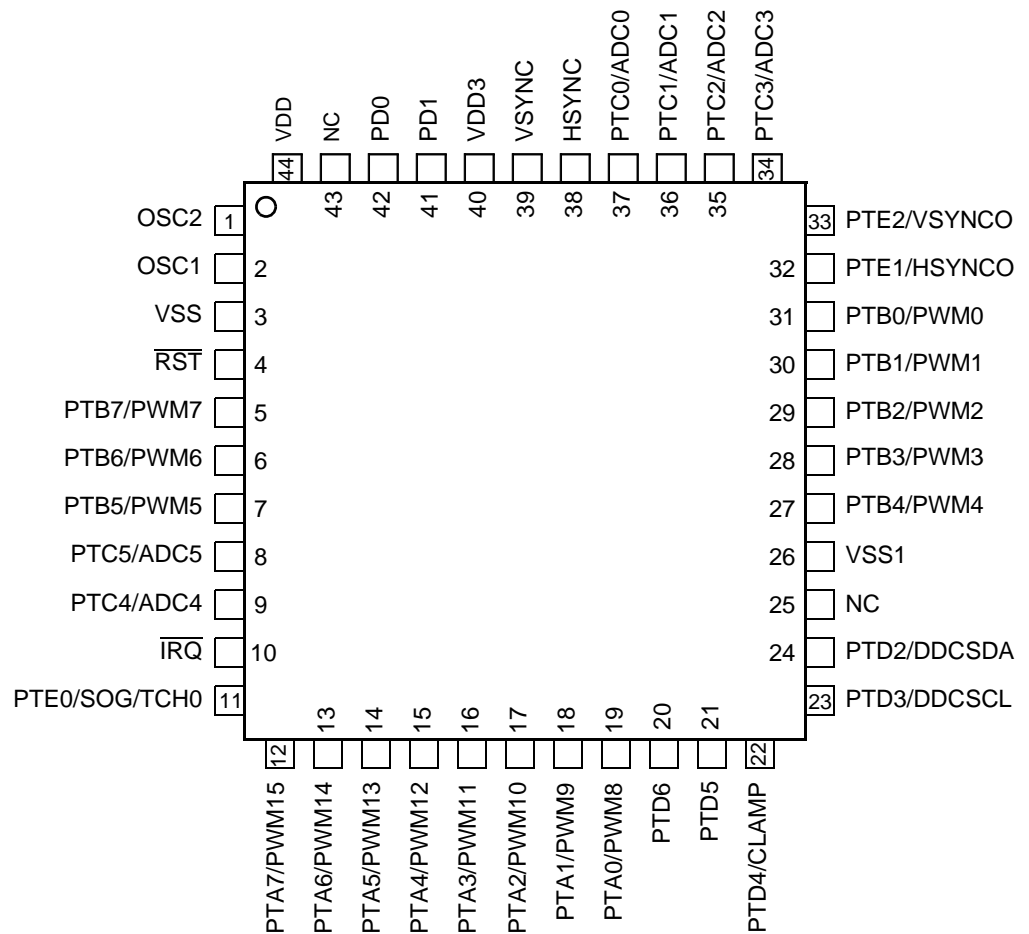 VDD
NC
PD0
PD1
VDD3
VSYNC
HSYNC
PTC0/ADC0
PTC1/ADC1
PTC2/ADC2
PTC3/ADC3
44
43
42
41
40
39
38
37
36
35
34
OSC2 1
OSC1 2
VSS 3
RST 4
PTB7/PWM7 5
PTB6/PWM6 6
PTB5/PWM5 7
PTC5/ADC5 8
PTC4/ADC4 9
IRQ 10
PTE0/SOG/TCH0 11
33 PTE2/VSYNCO
32 PTE1/HSYNCO
31 PTB0/PWM0
30 PTB1/PWM1
29 PTB2/PWM2
28 PTB3/PWM3
27 PTB4/PWM4
26 VSS1
25 NC
24 PTD2/DDCSDA
23 PTD3/DDCSCL
12
13
14
15
16
17
18
19
20
21
22
PTA7/PWM15
PTA6/PWM14
PTA5/PWM13
PTA4/PWM12
PTA3/PWM11
PTA2/PWM10
PTA1/PWM9
PTA0/PWM8
PTD6
PTD5
PTD4/CLAMP